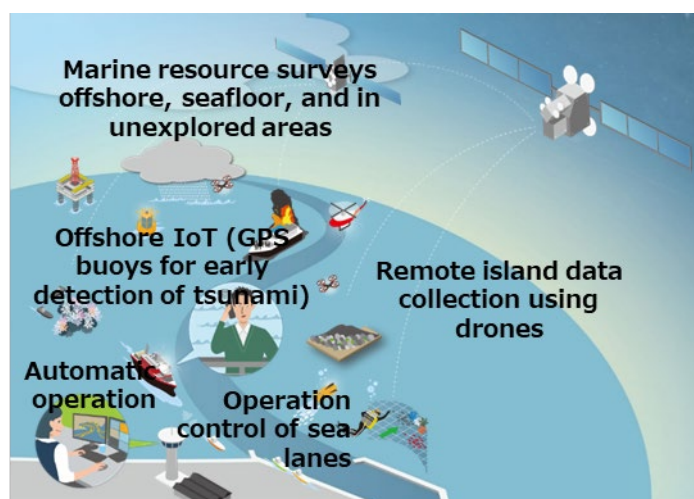 Marine resource surveys
offshore, seafloor, and in
unexplored areas
Offshore IoT (GPS
buoys for early
detection of tsunami)
Remote island data
collection using
drones
Automatic
operation
Operation
control of sea
lanes